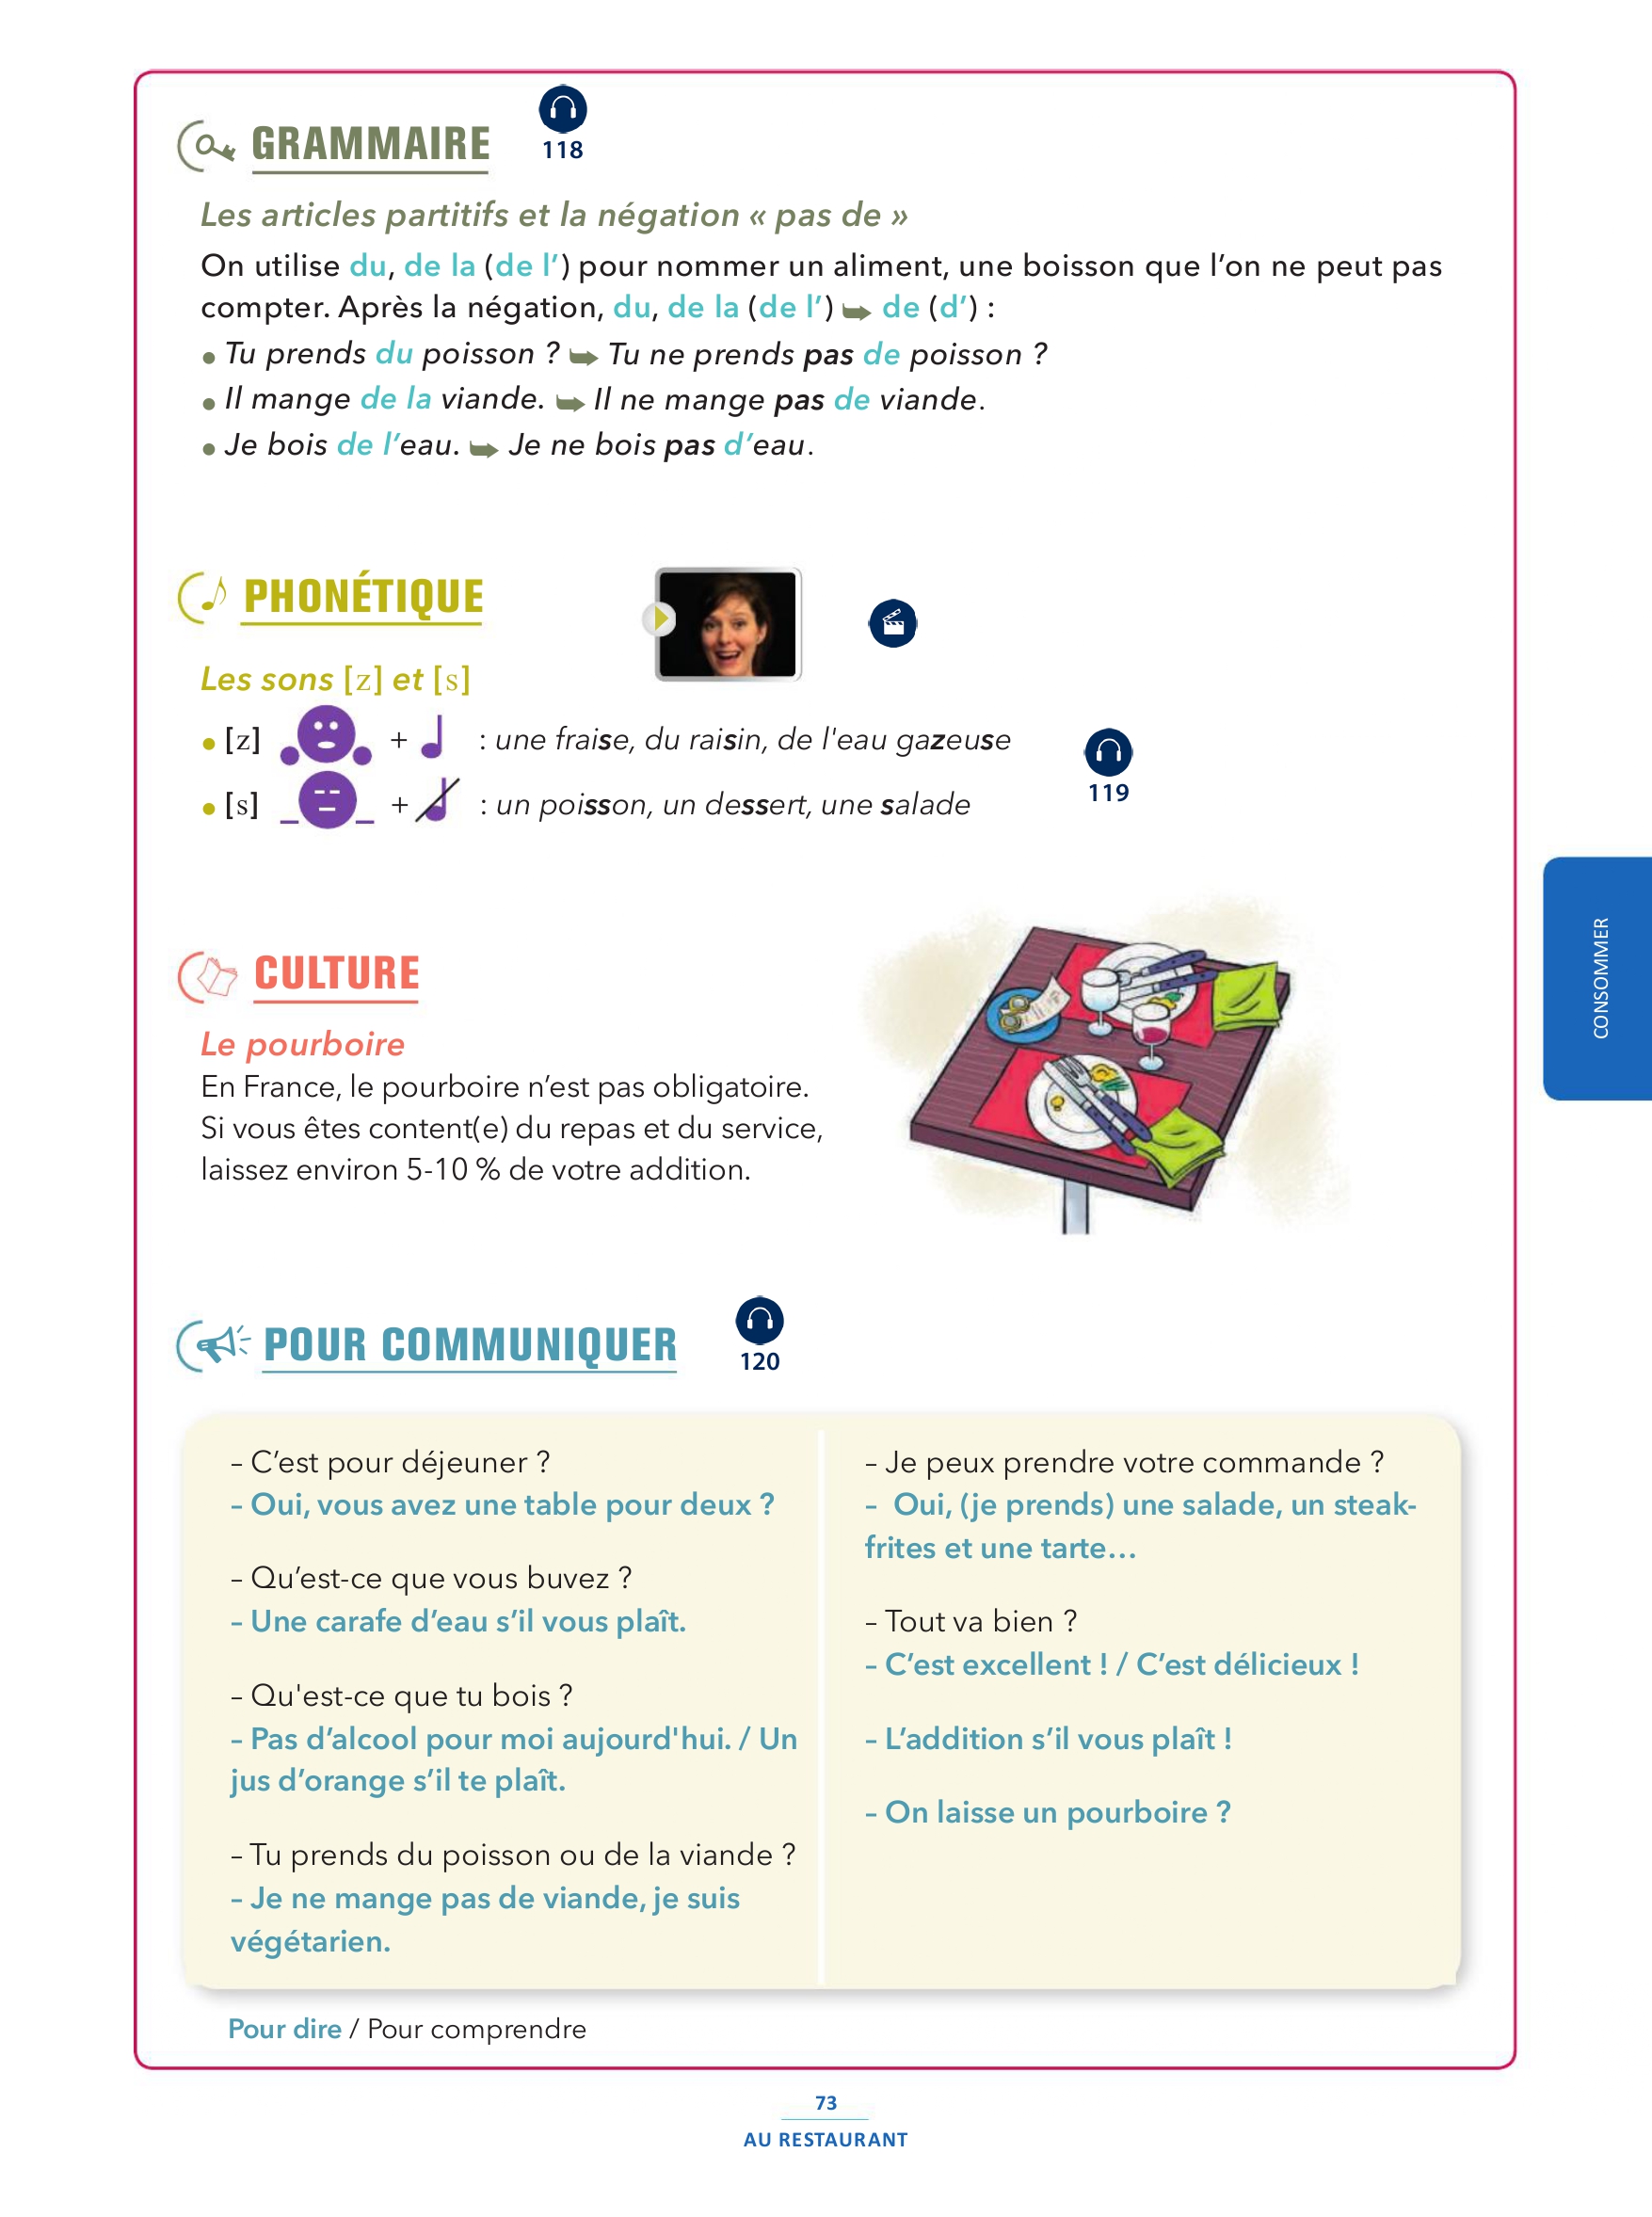 GRAMMAIRE
118
Les articles partitifs et la négation « pas de »
On utilise du, de la (de l’) pour nommer un aliment, une boisson que l’on ne peut pas
compter. Après la négation, du, de la (de l’) ➥ de (d’) :
• Tu prends du poisson ? ➥ Tu ne prends pas de poisson ?
• Il mange de la viande. ➥ Il ne mange pas de viande.
• Je bois de l’eau. ➥ Je ne bois pas d’eau.
PHONÉTIQUE
Les sons [z] et [s]
• [z] + : une fraise, du raisin, de l'eau gazeuse
• [s] + : un poisson, un dessert, une salade
119
CULTURE
Le pourboire
En France, le pourboire n’est pas obligatoire.
Si vous êtes content(e) du repas et du service,
laissez environ 5-10 % de votre addition.
CONSOMMER
POUR COMMUNIQUER
120
– C’est pour déjeuner ?
– Oui, vous avez une table pour deux ?
– Qu’est-ce que vous buvez ?
– Une carafe d’eau s’il vous plaît.
– Qu'est-ce que tu bois ?
– Pas d’alcool pour moi aujourd'hui. / Un
jus d’orange s’il te plaît.
– Tu prends du poisson ou de la viande ?
– Je ne mange pas de viande, je suis
végétarien.
– Je peux prendre votre commande ?
– Oui, (je prends) une salade, un steak-
frites et une tarte…
– Tout va bien ?
– C’est excellent ! / C’est délicieux !
– L’addition s’il vous plaît !
– On laisse un pourboire ?
Pour dire / Pour comprendre
73
AU RESTAURANT